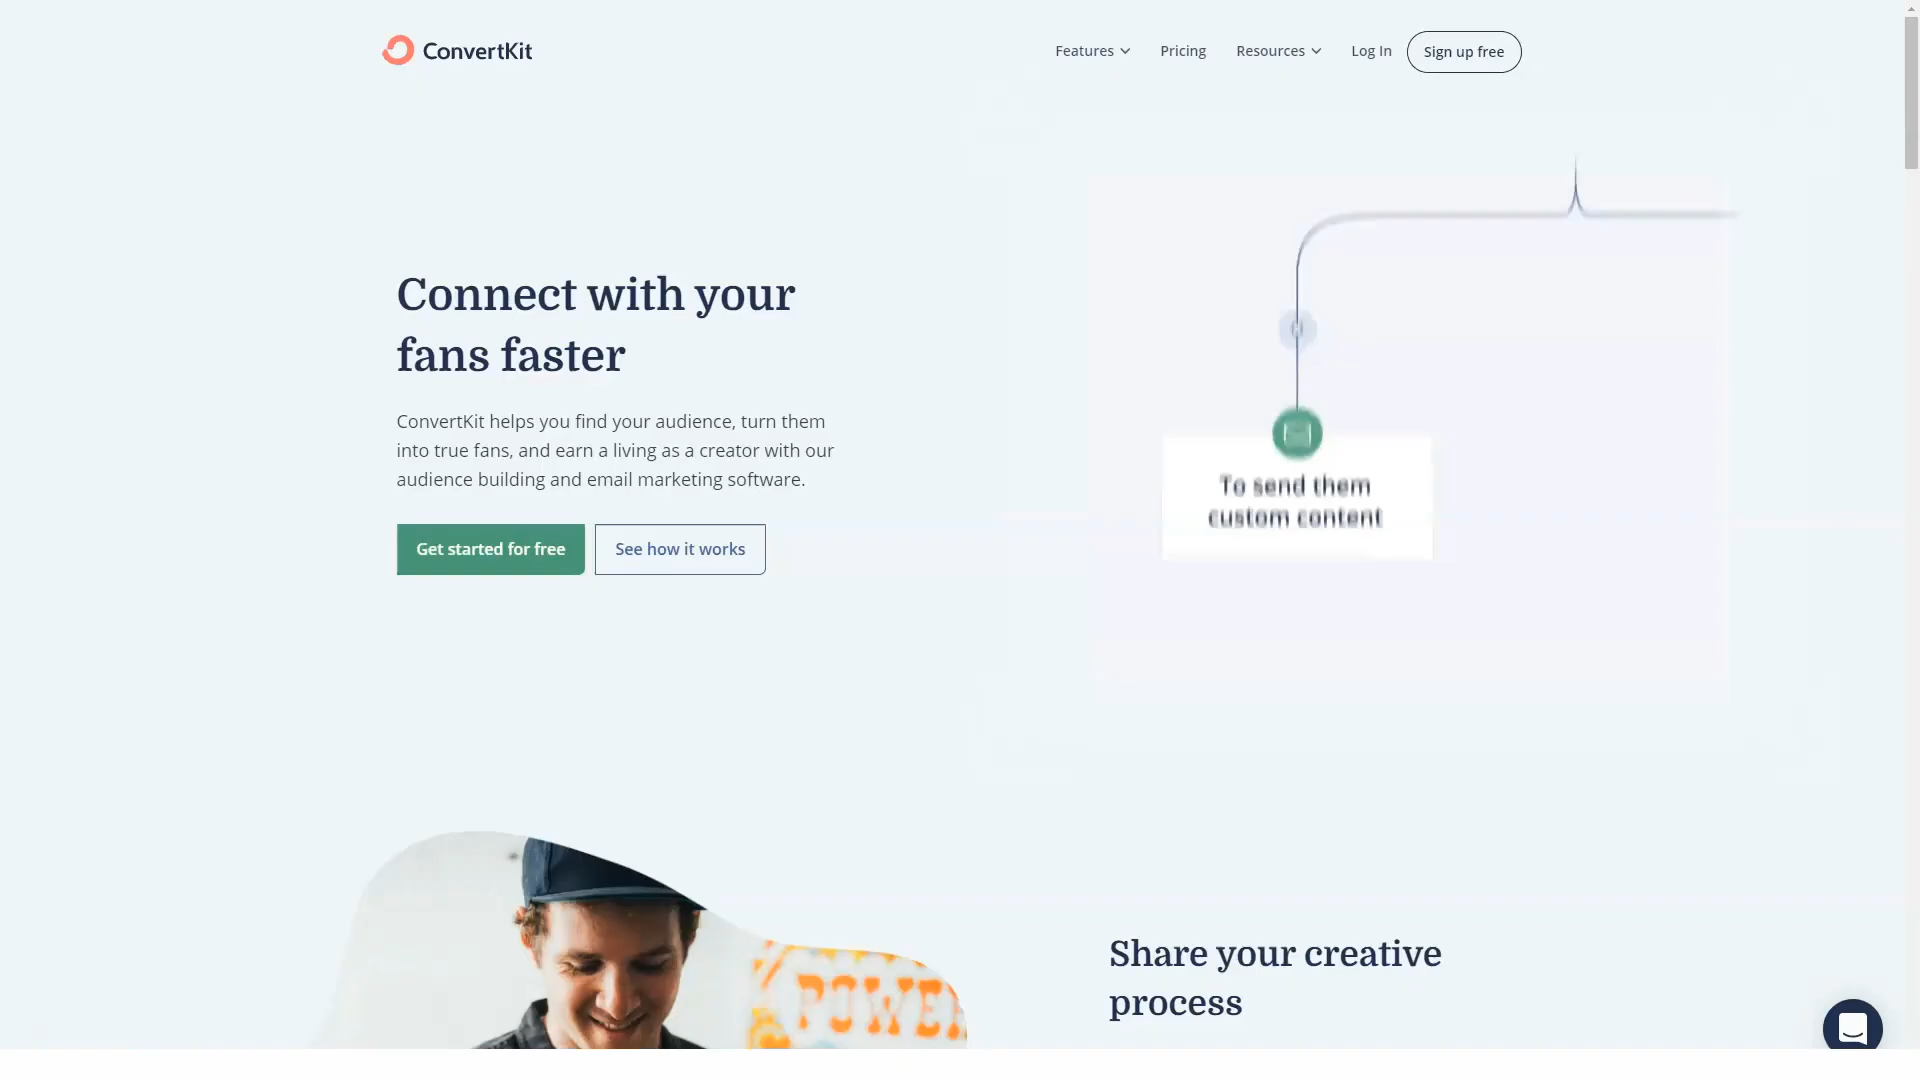 ConvertKit
Features
Pricing
Resources
Log In
Sign up free
Connect with your
fans faster
ConvertKit helps you find your audience, turn them
into true fans, and earn a living as a creator with our
audience building and email marketing software.
Get started for free
See how it works
To send them
custom content
POWER
Share your creative
process